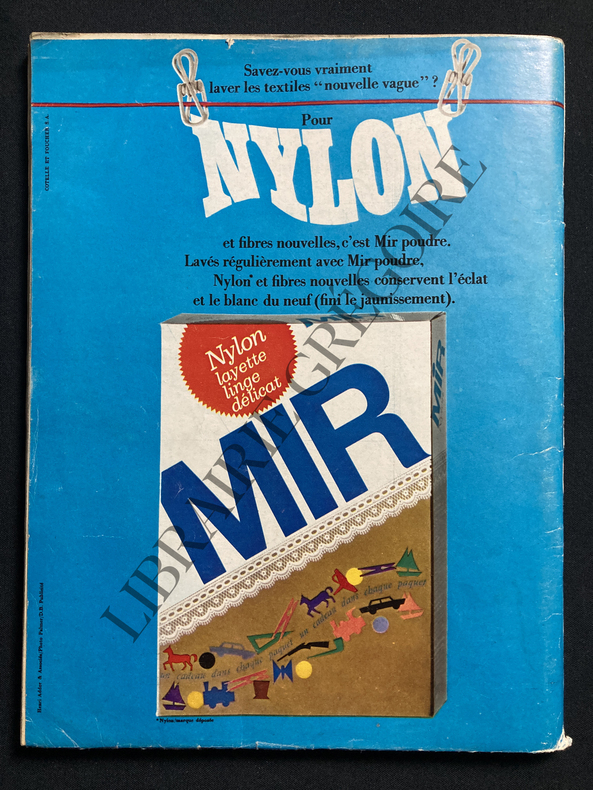 Savez-vous vraiment
laver les textiles “nouvelle vague” ?
COTELLE ET FOUCHER S.A.
Pour
NYLON
et fibres nouvelles, c’est Mir poudre.
Lavés régulièrement avec Mir poudre,
Nylon* et fibres nouvelles conservent l’éclat
et le blanc du neuf (fini le jaunissement).
Nylon
layette
linge
délicat
MIR
MIR
un cadeau dans chaque paquet
un cadeau dans chaque paquet
* Nylon/marque déposée
LIBRAIRIE GREGOIRE